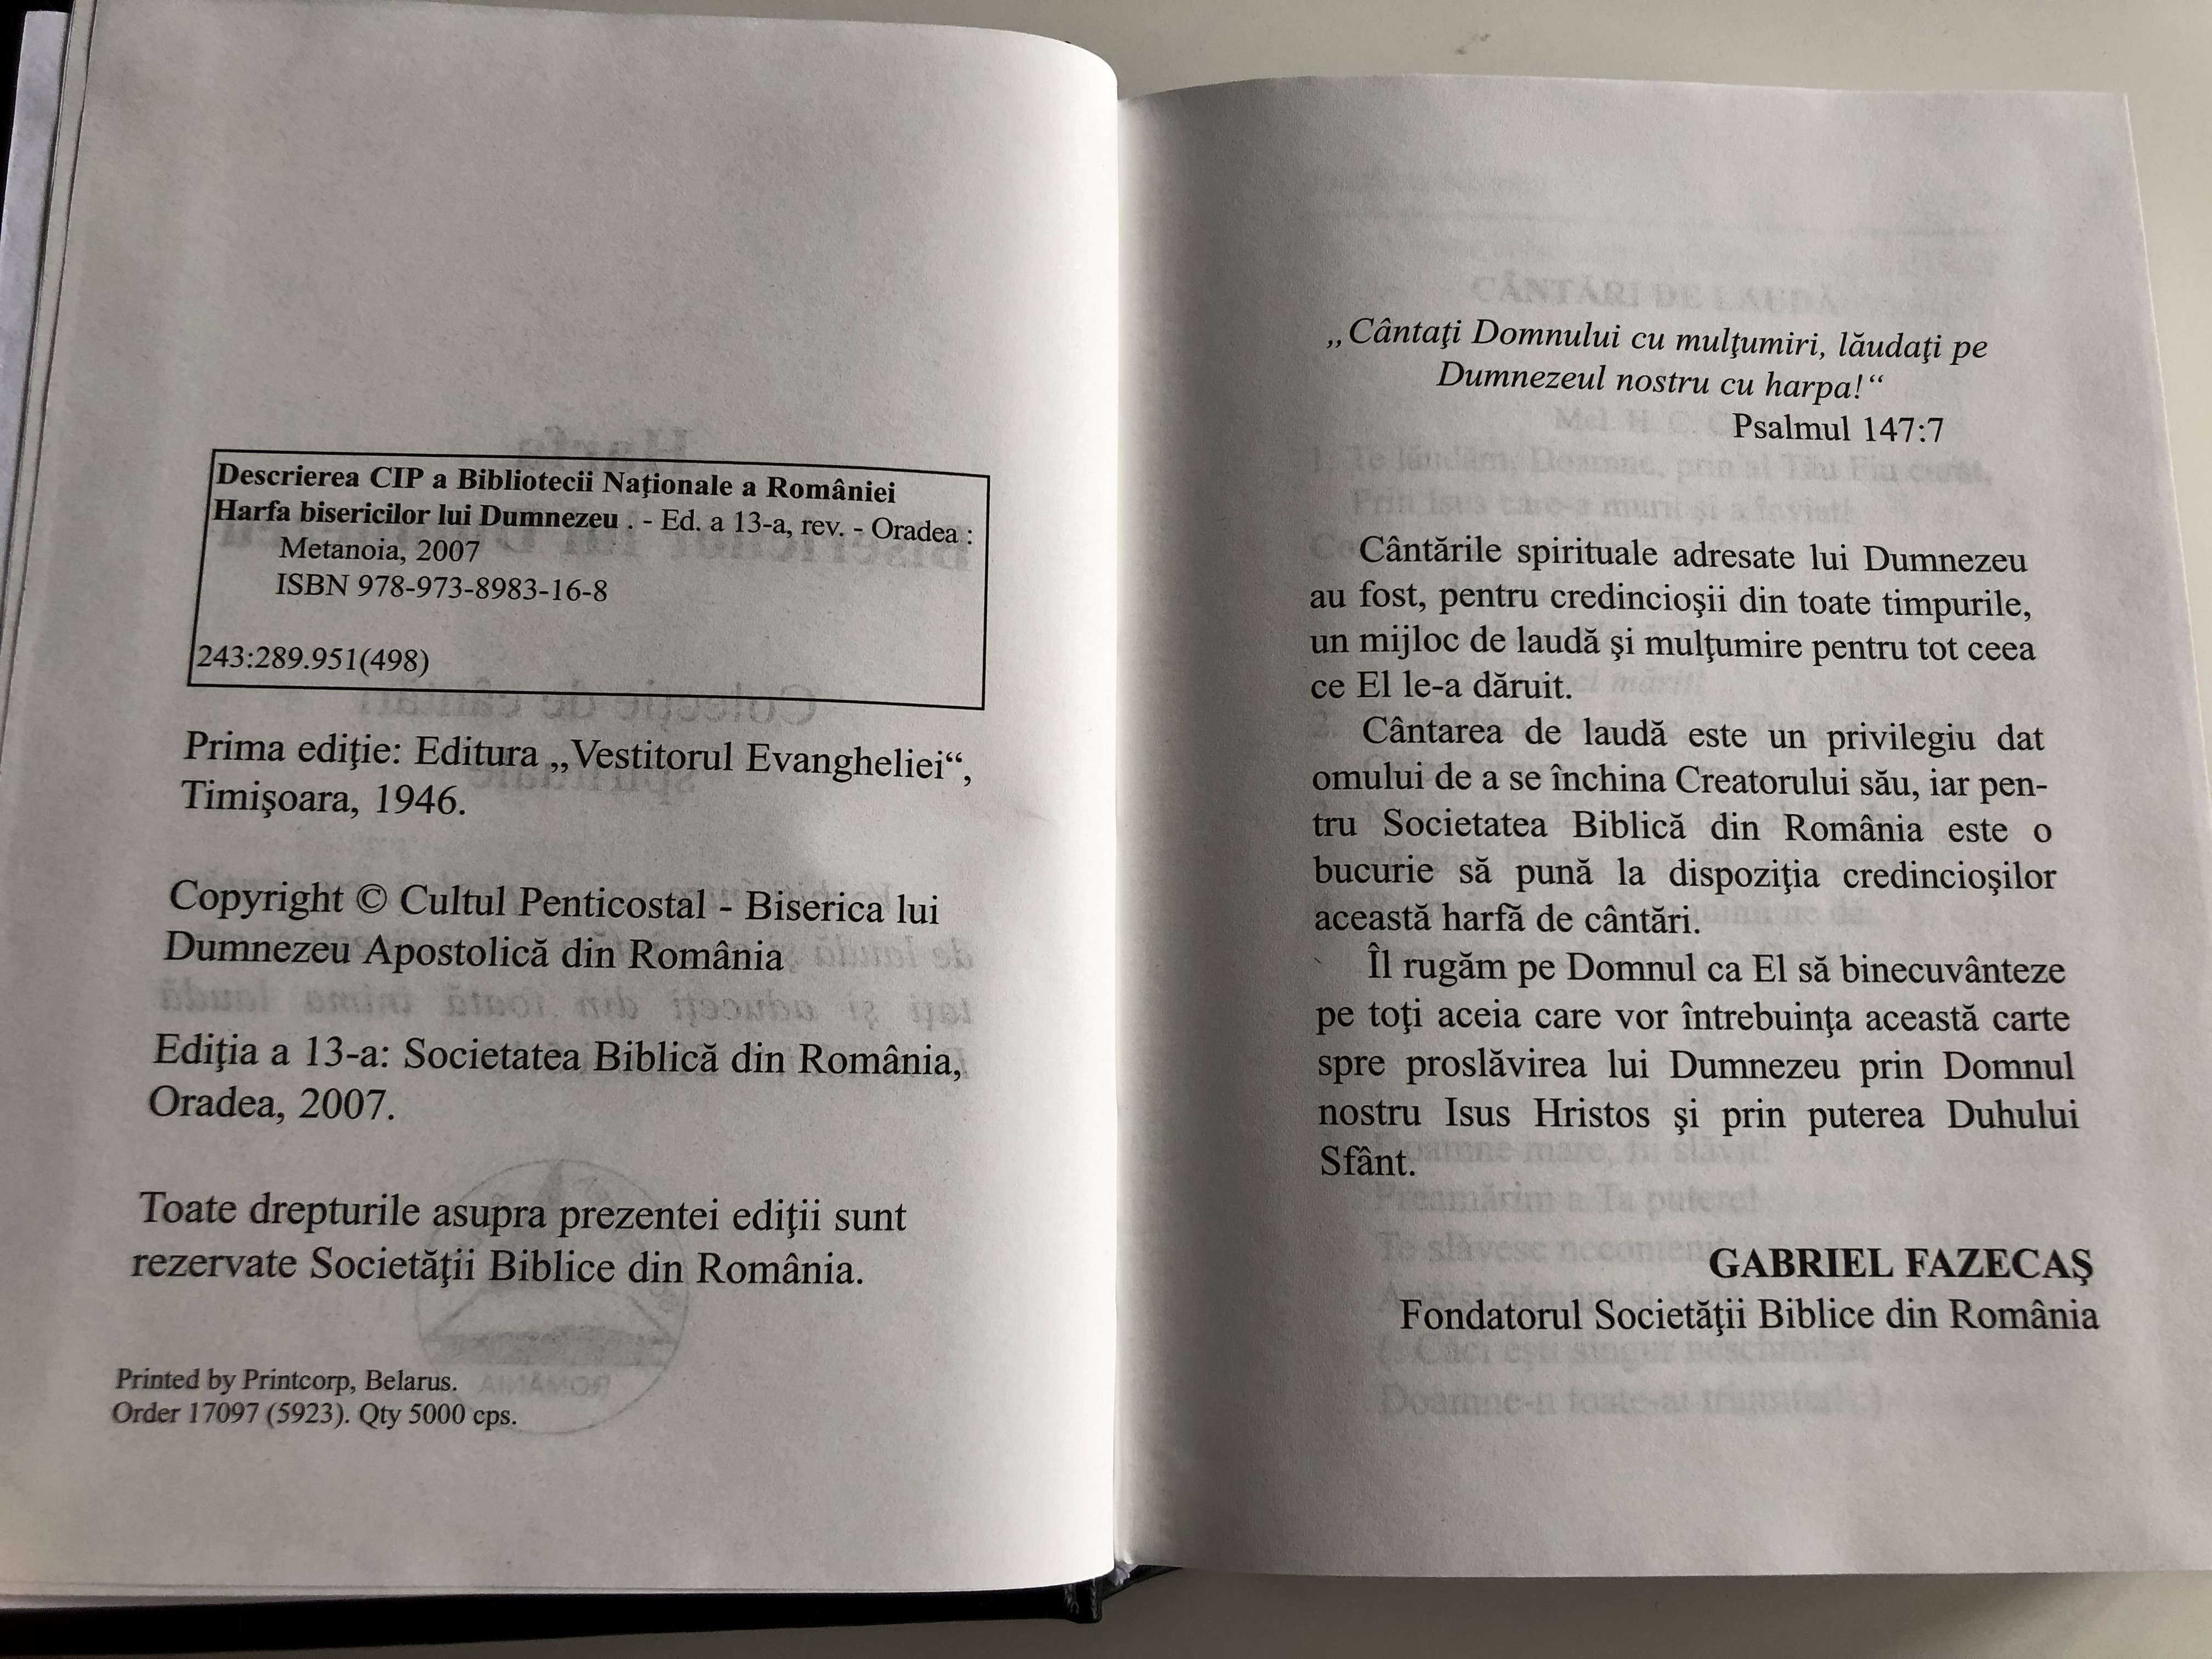 Descrierea CIP a Bibliotecii Naţionale a României
Harfa bisericilor lui Dumnezeu . - Ed. a 13-a, rev. - Oradea :
Metanoia, 2007
ISBN 978-973-8983-16-8
243:289.951(498)
Prima ediţie: Editura „Vestitorul Evangheliei“,
Timişoara, 1946.
Copyright © Cultul Penticostal - Biserica lui
Dumnezeu Apostolică din România
Ediţia a 13-a: Societatea Biblică din România,
Oradea, 2007.
Toate drepturile asupra prezentei ediţii sunt
rezervate Societăţii Biblice din România.
Printed by Printcorp, Belarus.
Order 17097 (5923). Qty 5000 cps.
„Cântaţi Domnului cu mulţumiri, lăudaţi pe
Dumnezeul nostru cu harpa!“
Psalmul 147:7
Cântările spirituale adresate lui Dumnezeu
au fost, pentru credincioşii din toate timpurile,
un mijloc de laudă şi mulţumire pentru tot ceea
ce El le-a dăruit.
Cântarea de laudă este un privilegiu dat
omului de a se închina Creatorului său, iar pen-
tru Societatea Biblică din România este o
bucurie să pună la dispoziţia credincioşilor
această harfă de cântări.
Îl rugăm pe Domnul ca El să binecuvânteze
pe toţi aceia care vor întrebuinţa această carte
spre proslăvirea lui Dumnezeu prin Domnul
nostru Isus Hristos şi prin puterea Duhului
Sfânt.
GABRIEL FAZECAŞ
Fondatorul Societăţii Biblice din România